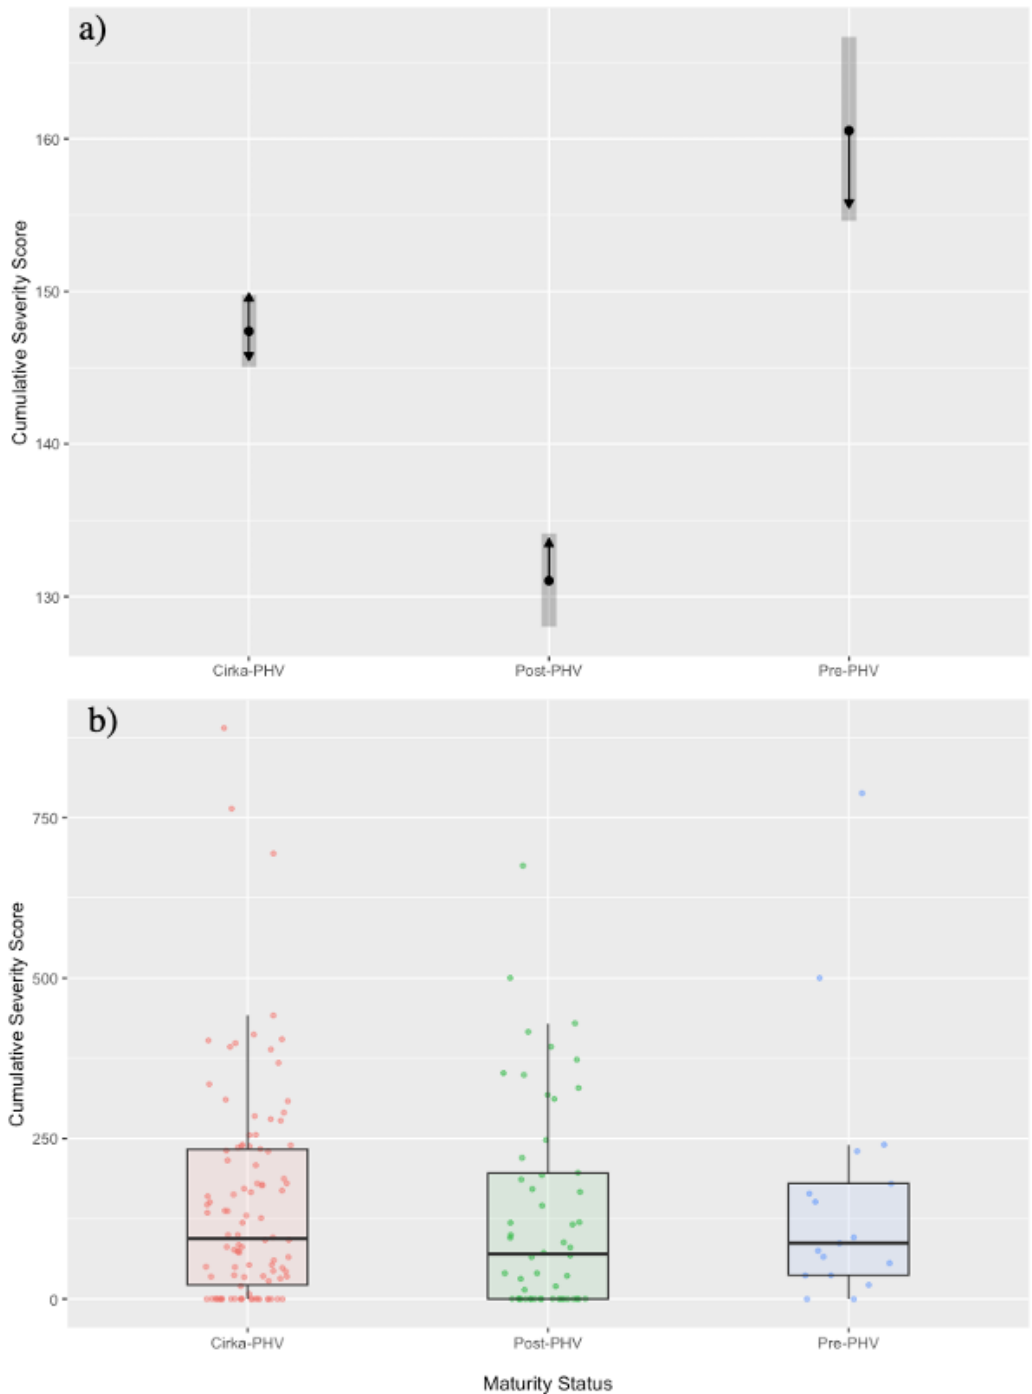 a)
Cumulative Severity Score
160
150
140
130
Cirka-PHV Post-PHV Pre-PHV
b)
Cumulative Severity Score
750
500
250
0
Cirka-PHV Post-PHV Pre-PHV
Maturity Status